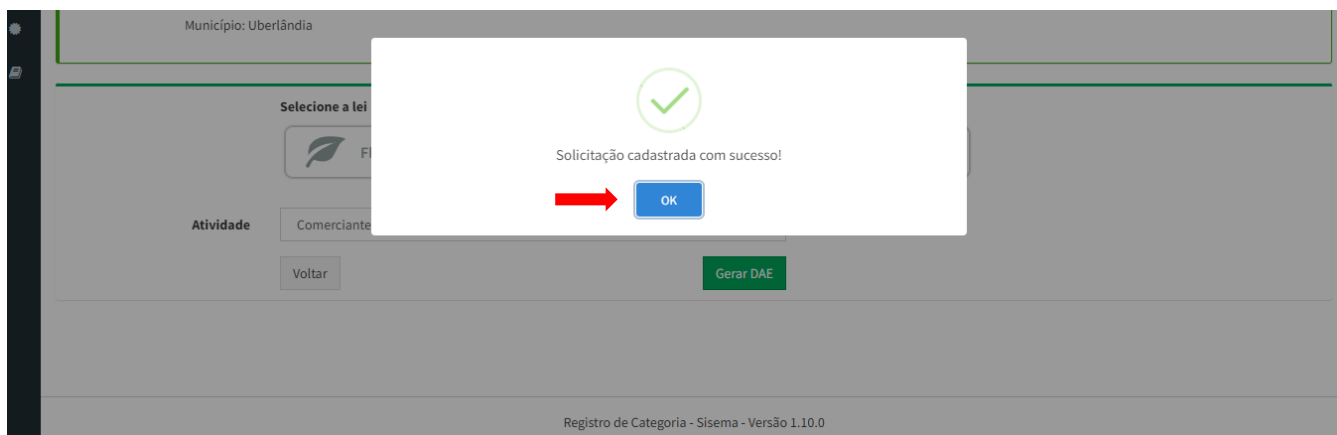 Município: Uberlândia
Selecione a lei
Solicitação cadastrada com sucesso!
OK
Atividade
Comerciante
Voltar
Gerar DAE
Registro de Categoria - Sisema - Versão 1.10.0